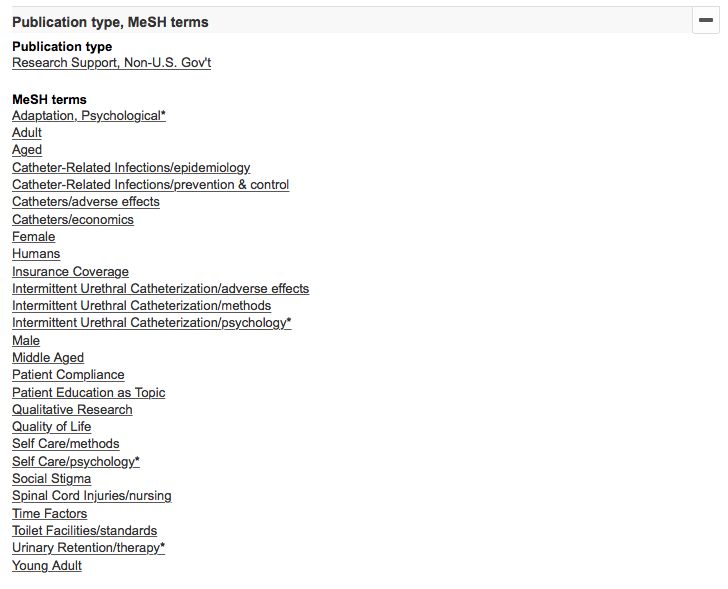 Publication type, MeSH terms
Publication type
Research Support, Non-U.S. Gov't
MeSH terms
Adaptation, Psychological*
Adult
Aged
Catheter-Related Infections/epidemiology
Catheter-Related Infections/prevention & control
Catheters/adverse effects
Catheters/economics
Female
Humans
Insurance Coverage
Intermittent Urethral Catheterization/adverse effects
Intermittent Urethral Catheterization/methods
Intermittent Urethral Catheterization/psychology*
Male
Middle Aged
Patient Compliance
Patient Education as Topic
Qualitative Research
Quality of Life
Self Care/methods
Self Care/psychology*
Social Stigma
Spinal Cord Injuries/nursing
Time Factors
Toilet Facilities/standards
Urinary Retention/therapy*
Young Adult